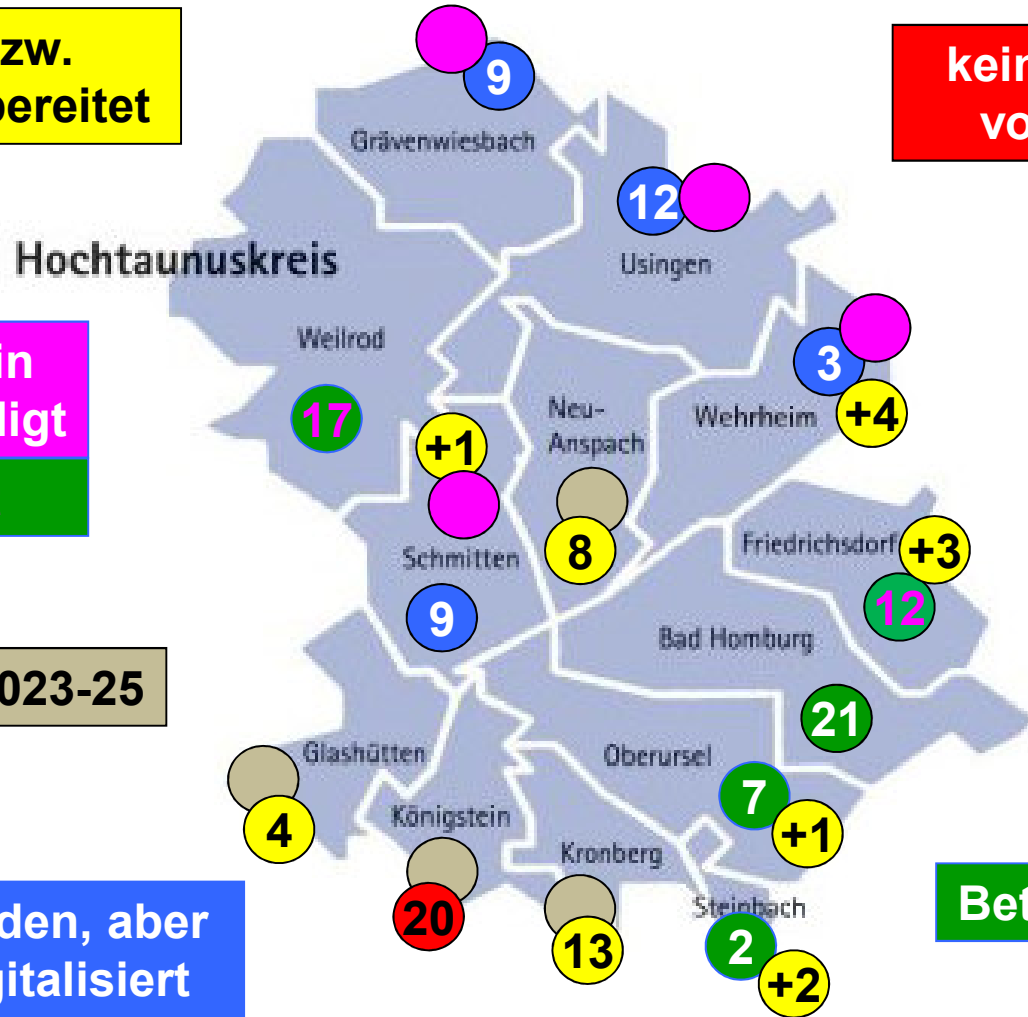 zw.
bereitet
kein
vo
9
Grävenwiesbach
12
Usingen
Hochtaunuskreis
in
ligt
Weilrod
17
3
Wehrheim
+4
Neu-
Anspach
+1
8
Schmitten
9
Friedrichsdorf
+3
12
Bad Homburg
21
023-25
Glashütten
4
Oberursel
7
+1
Königstein
20
Kronberg
13
Steinbach
2
+2
Bet
den, aber
gitalisiert